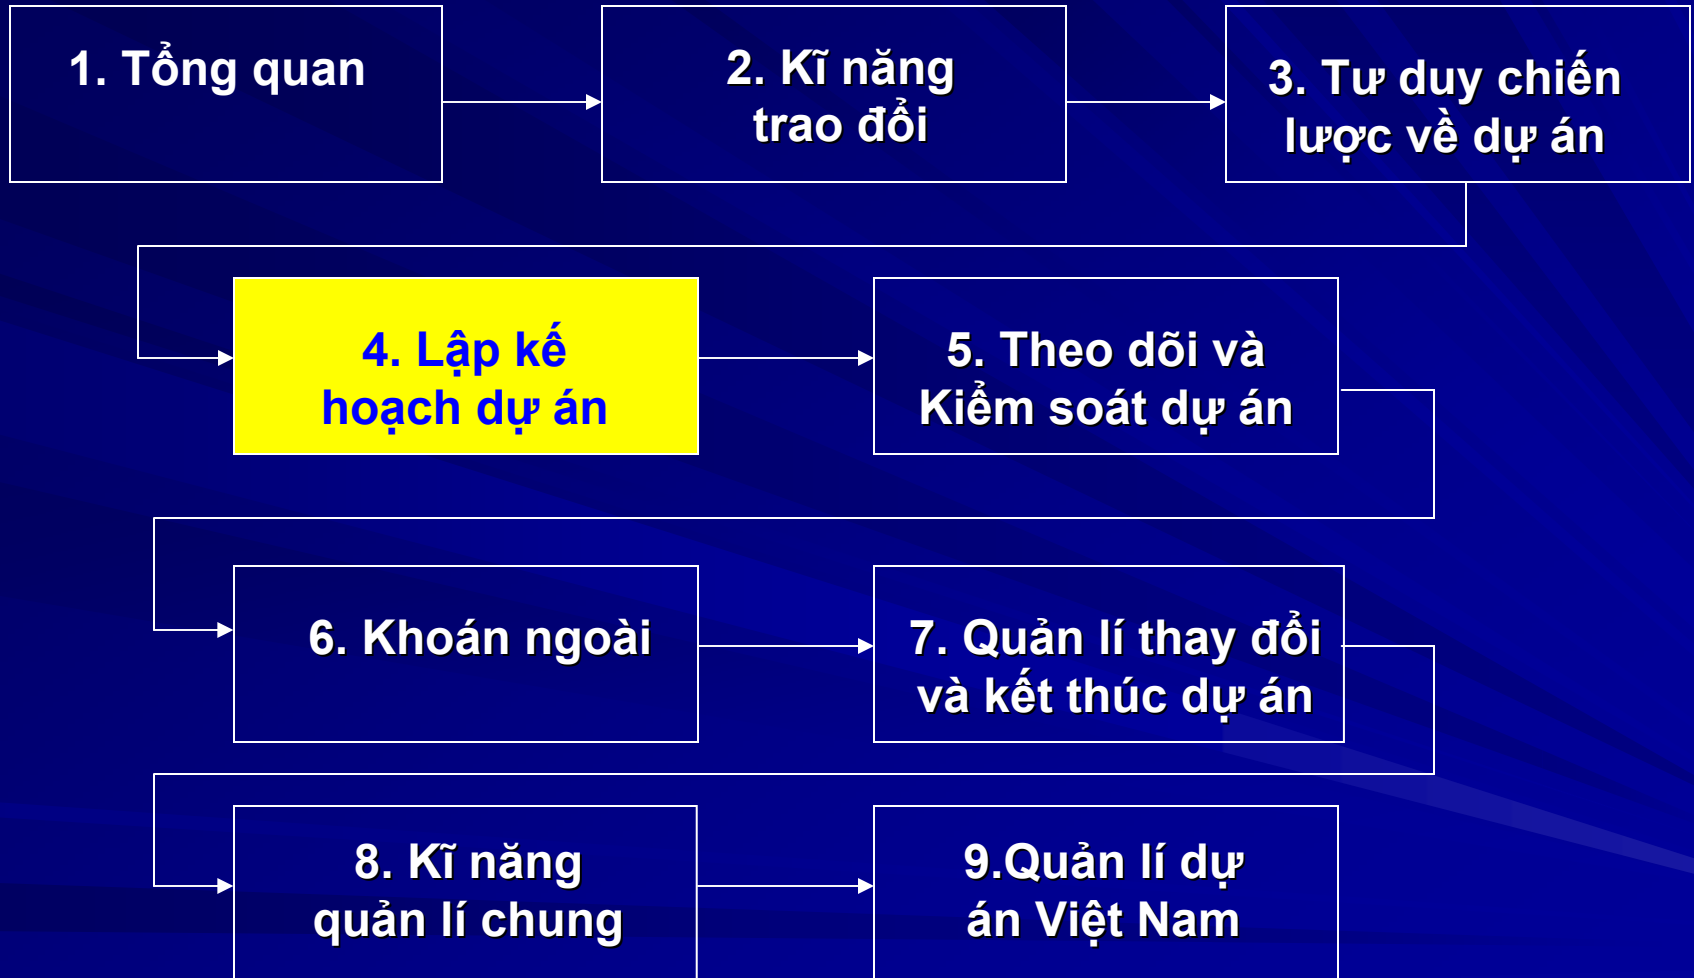 1. Tổng quan
2. Kĩ năng
trao đổi
3. Tư duy chiến
lược về dự án
4. Lập kế
hoạch dự án
5. Theo dõi và
Kiểm soát dự án
6. Khoán ngoài
7. Quản lí thay đổi
và kết thúc dự án
8. Kĩ năng
quản lí chung
9.Quản lí dự
án Việt Nam